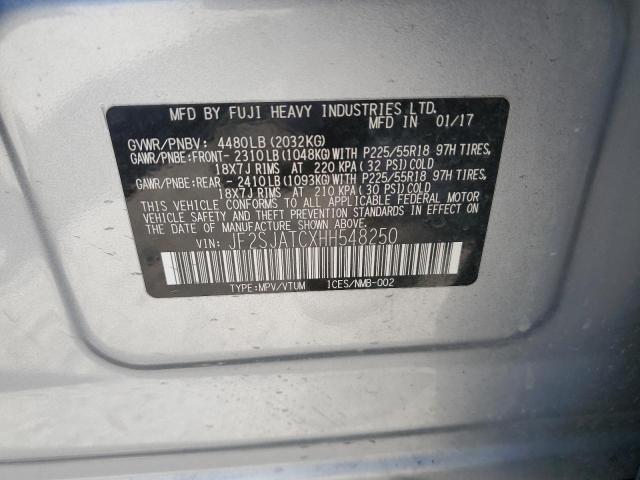 MFD BY FUJI HEAVY INDUSTRIES LTD.
MFD IN 01/17
GVWR/PNBV: 4480LB (2032KG)
GAWR/PNBE:FRONT- 2310LB(1048KG)WITH P225/55R18 97H TIRES,
18X7J RIMS AT 220 KPA (32 PSI)COLD
GAWR/PNBE:REAR - 2410LB(1093KG)WITH P225/55R18 97H TIRES,
18X7J RIMS AT 210 KPA (30 PSI)COLD
THIS VEHICLE CONFORMS TO ALL APPLICABLE FEDERAL MOTOR
VEHICLE SAFETY AND THEFT PREVENTION STANDARDS IN EFFECT ON
THE DATE OF MANUFACTURE SHOWN ABOVE.
VIN: JF2SJATCXHH548250
TYPE:MPV/VTUM ICES/NMB-002